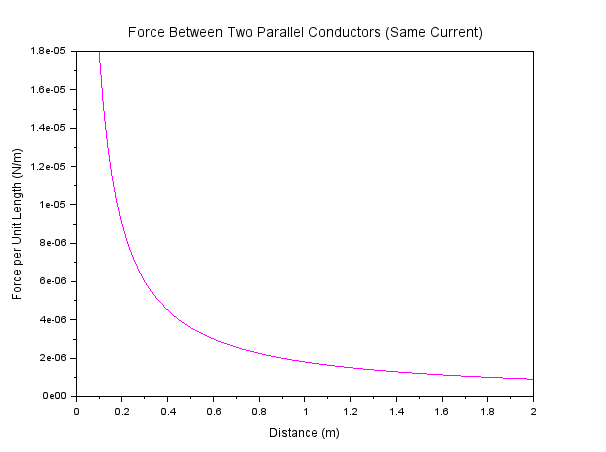 Force Between Two Parallel Conductors (Same Current)
1.8e-05
1.6e-05
1.4e-05
1.2e-05
1e-05
8e-06
6e-06
4e-06
2e-06
0e00
Force per Unit Length (N/m)
0 0.2 0.4 0.6 0.8 1 1.2 1.4 1.6 1.8 2
Distance (m)